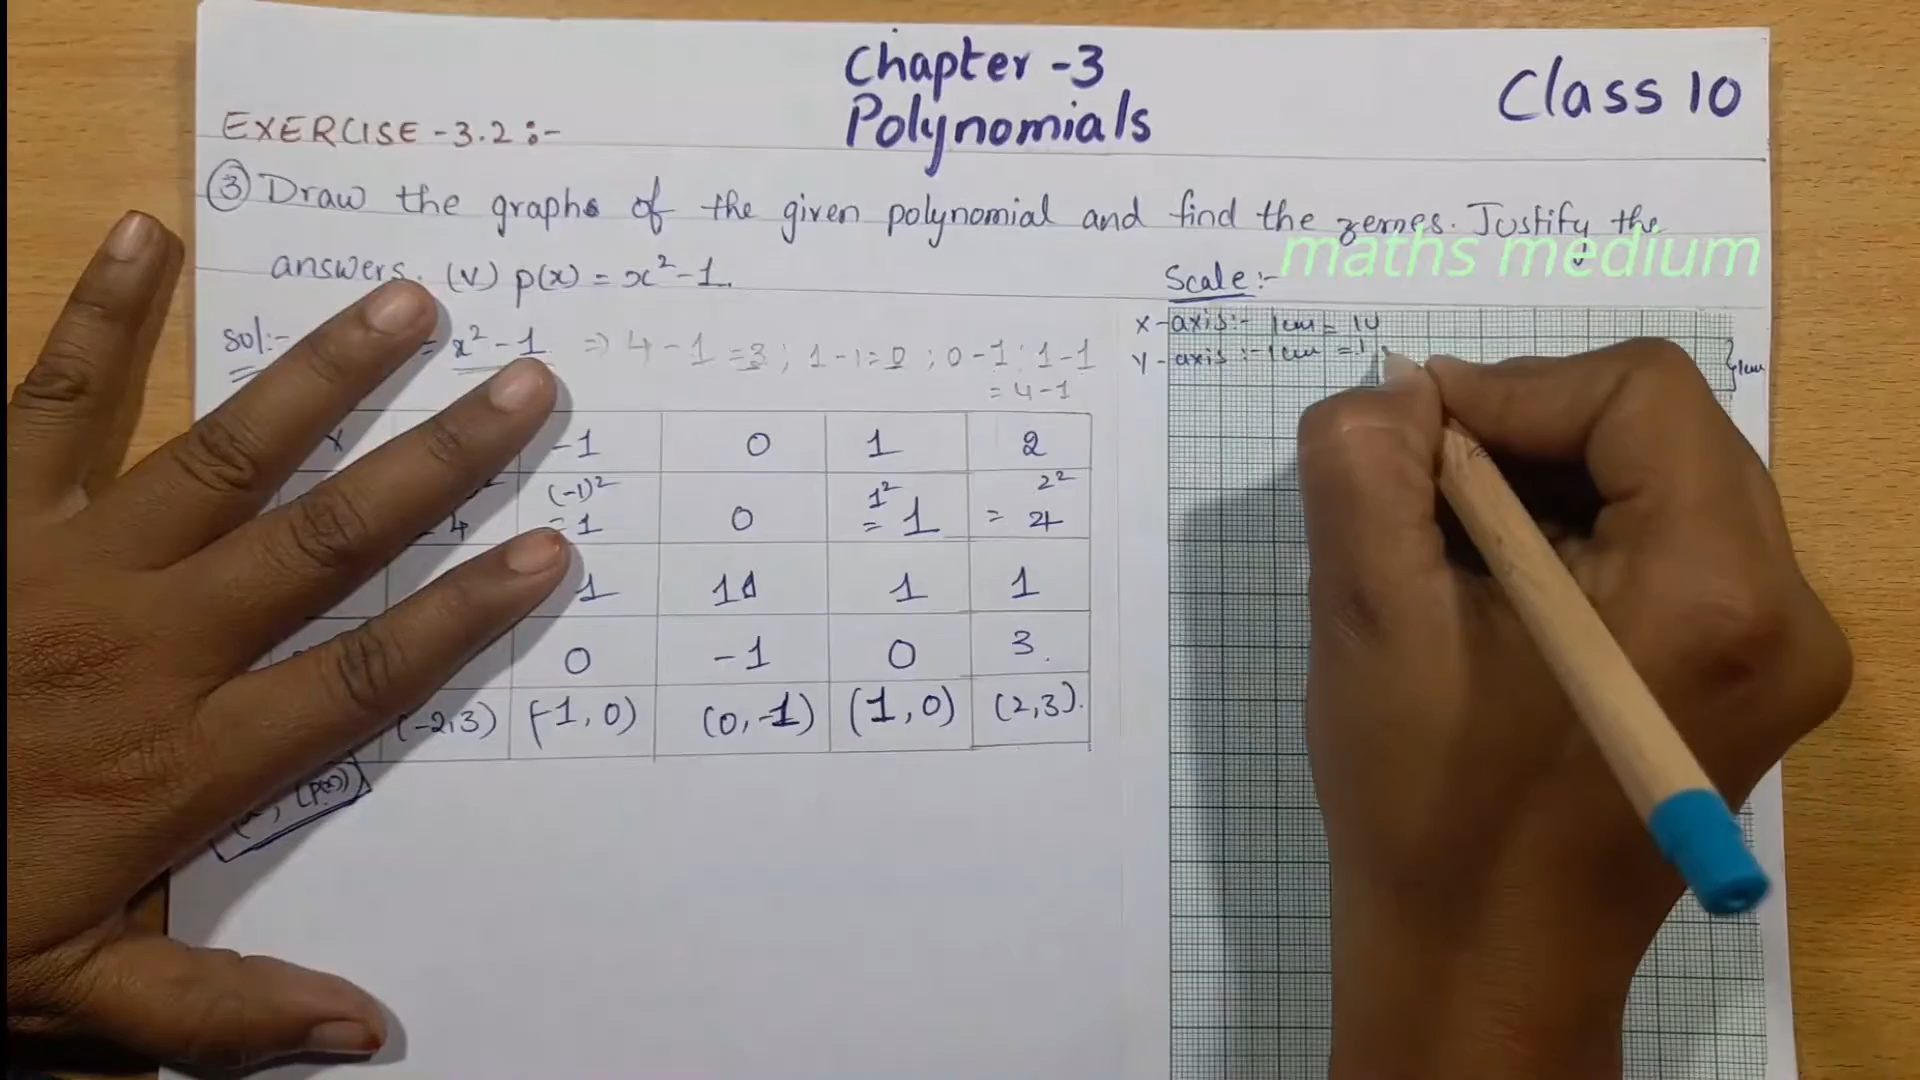 Chapter -3
Polynomials
Class 10
EXERCISE -3.2:-
③ Draw the graphs of the given polynomial and find the zeroes. Justify the
answers. (v) p(x) = x² - 1.
maths medium
Scale:-
x-axis:- 1cm = 1u
y-axis:- 1cm = 1
1cm
sol:- = x² - 1 => 4 - 1 = 3 ; 1 - 1 = 0 ; 0 - 1 ; 1 - 1
= 4 - 1
x -1 0 1 2
(-1)² 1² 2²
= 4 = 1 0 = 1 = 4
1 1 1 1
0 -1 0 3
(-2,3) (-1,0) (0,-1) (1,0) (2,3).
(p(x))